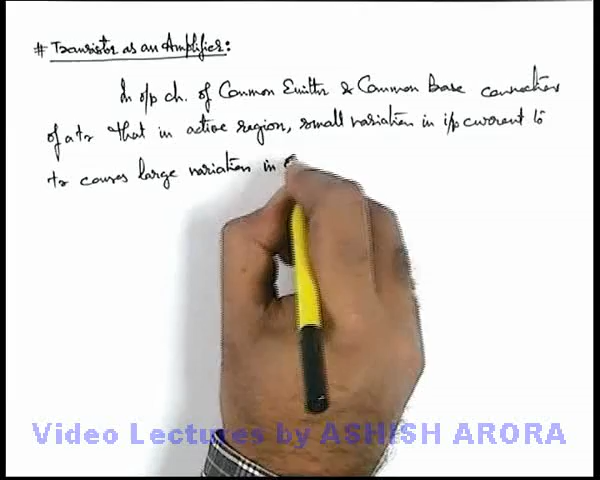 # Transistor as an Amplifier:
In o/p ch. of Common Emitter & Common Base connection
of a tr that in active region, small variation in i/p current to
tr causes large variation in
Video Lectures by ASHISH ARORA